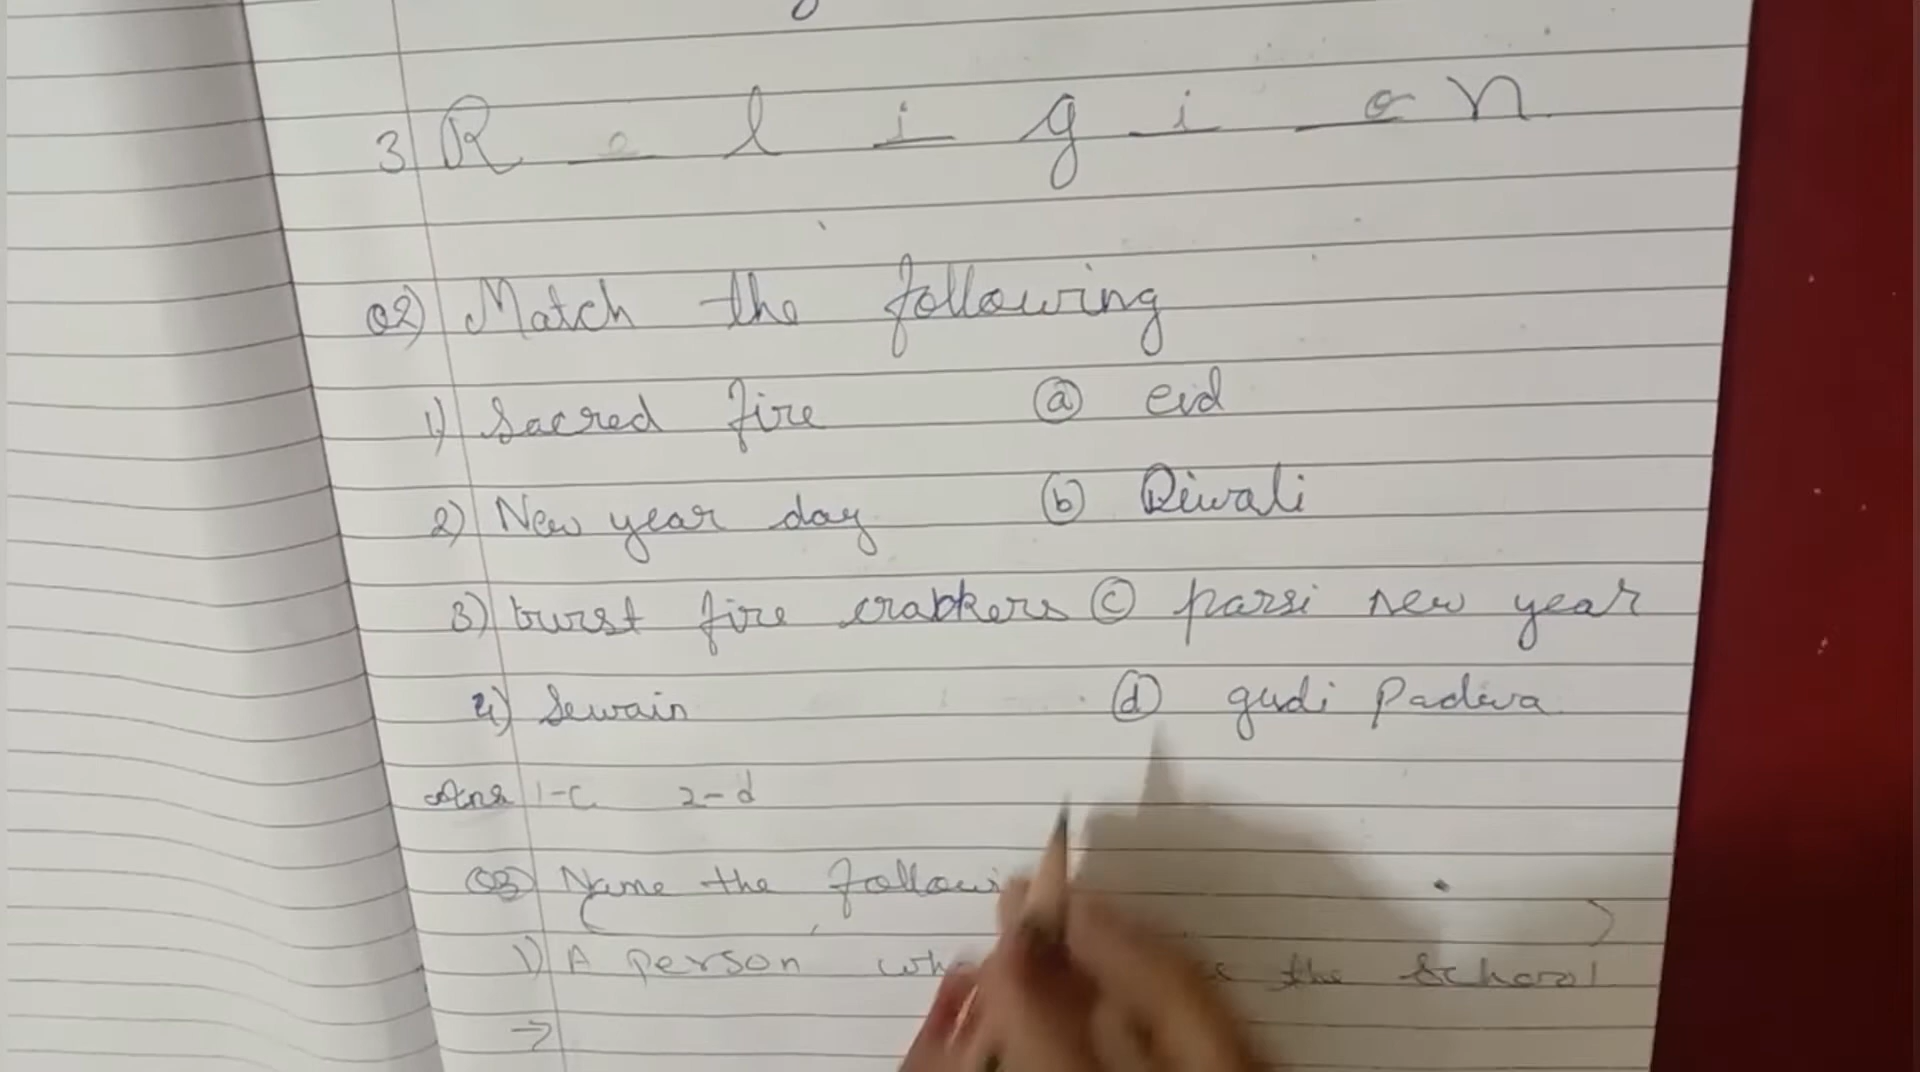 3) R e l i g i o n
Q2) Match the following
1) Sacred fire (a) eid
2) New year day (b) Diwali
3) burst fire crabkers (c) parsi new year
4) Sewain (d) gudi Padwa
Ans 1-c 2-d
Q3) Name the
1) A person the school
→